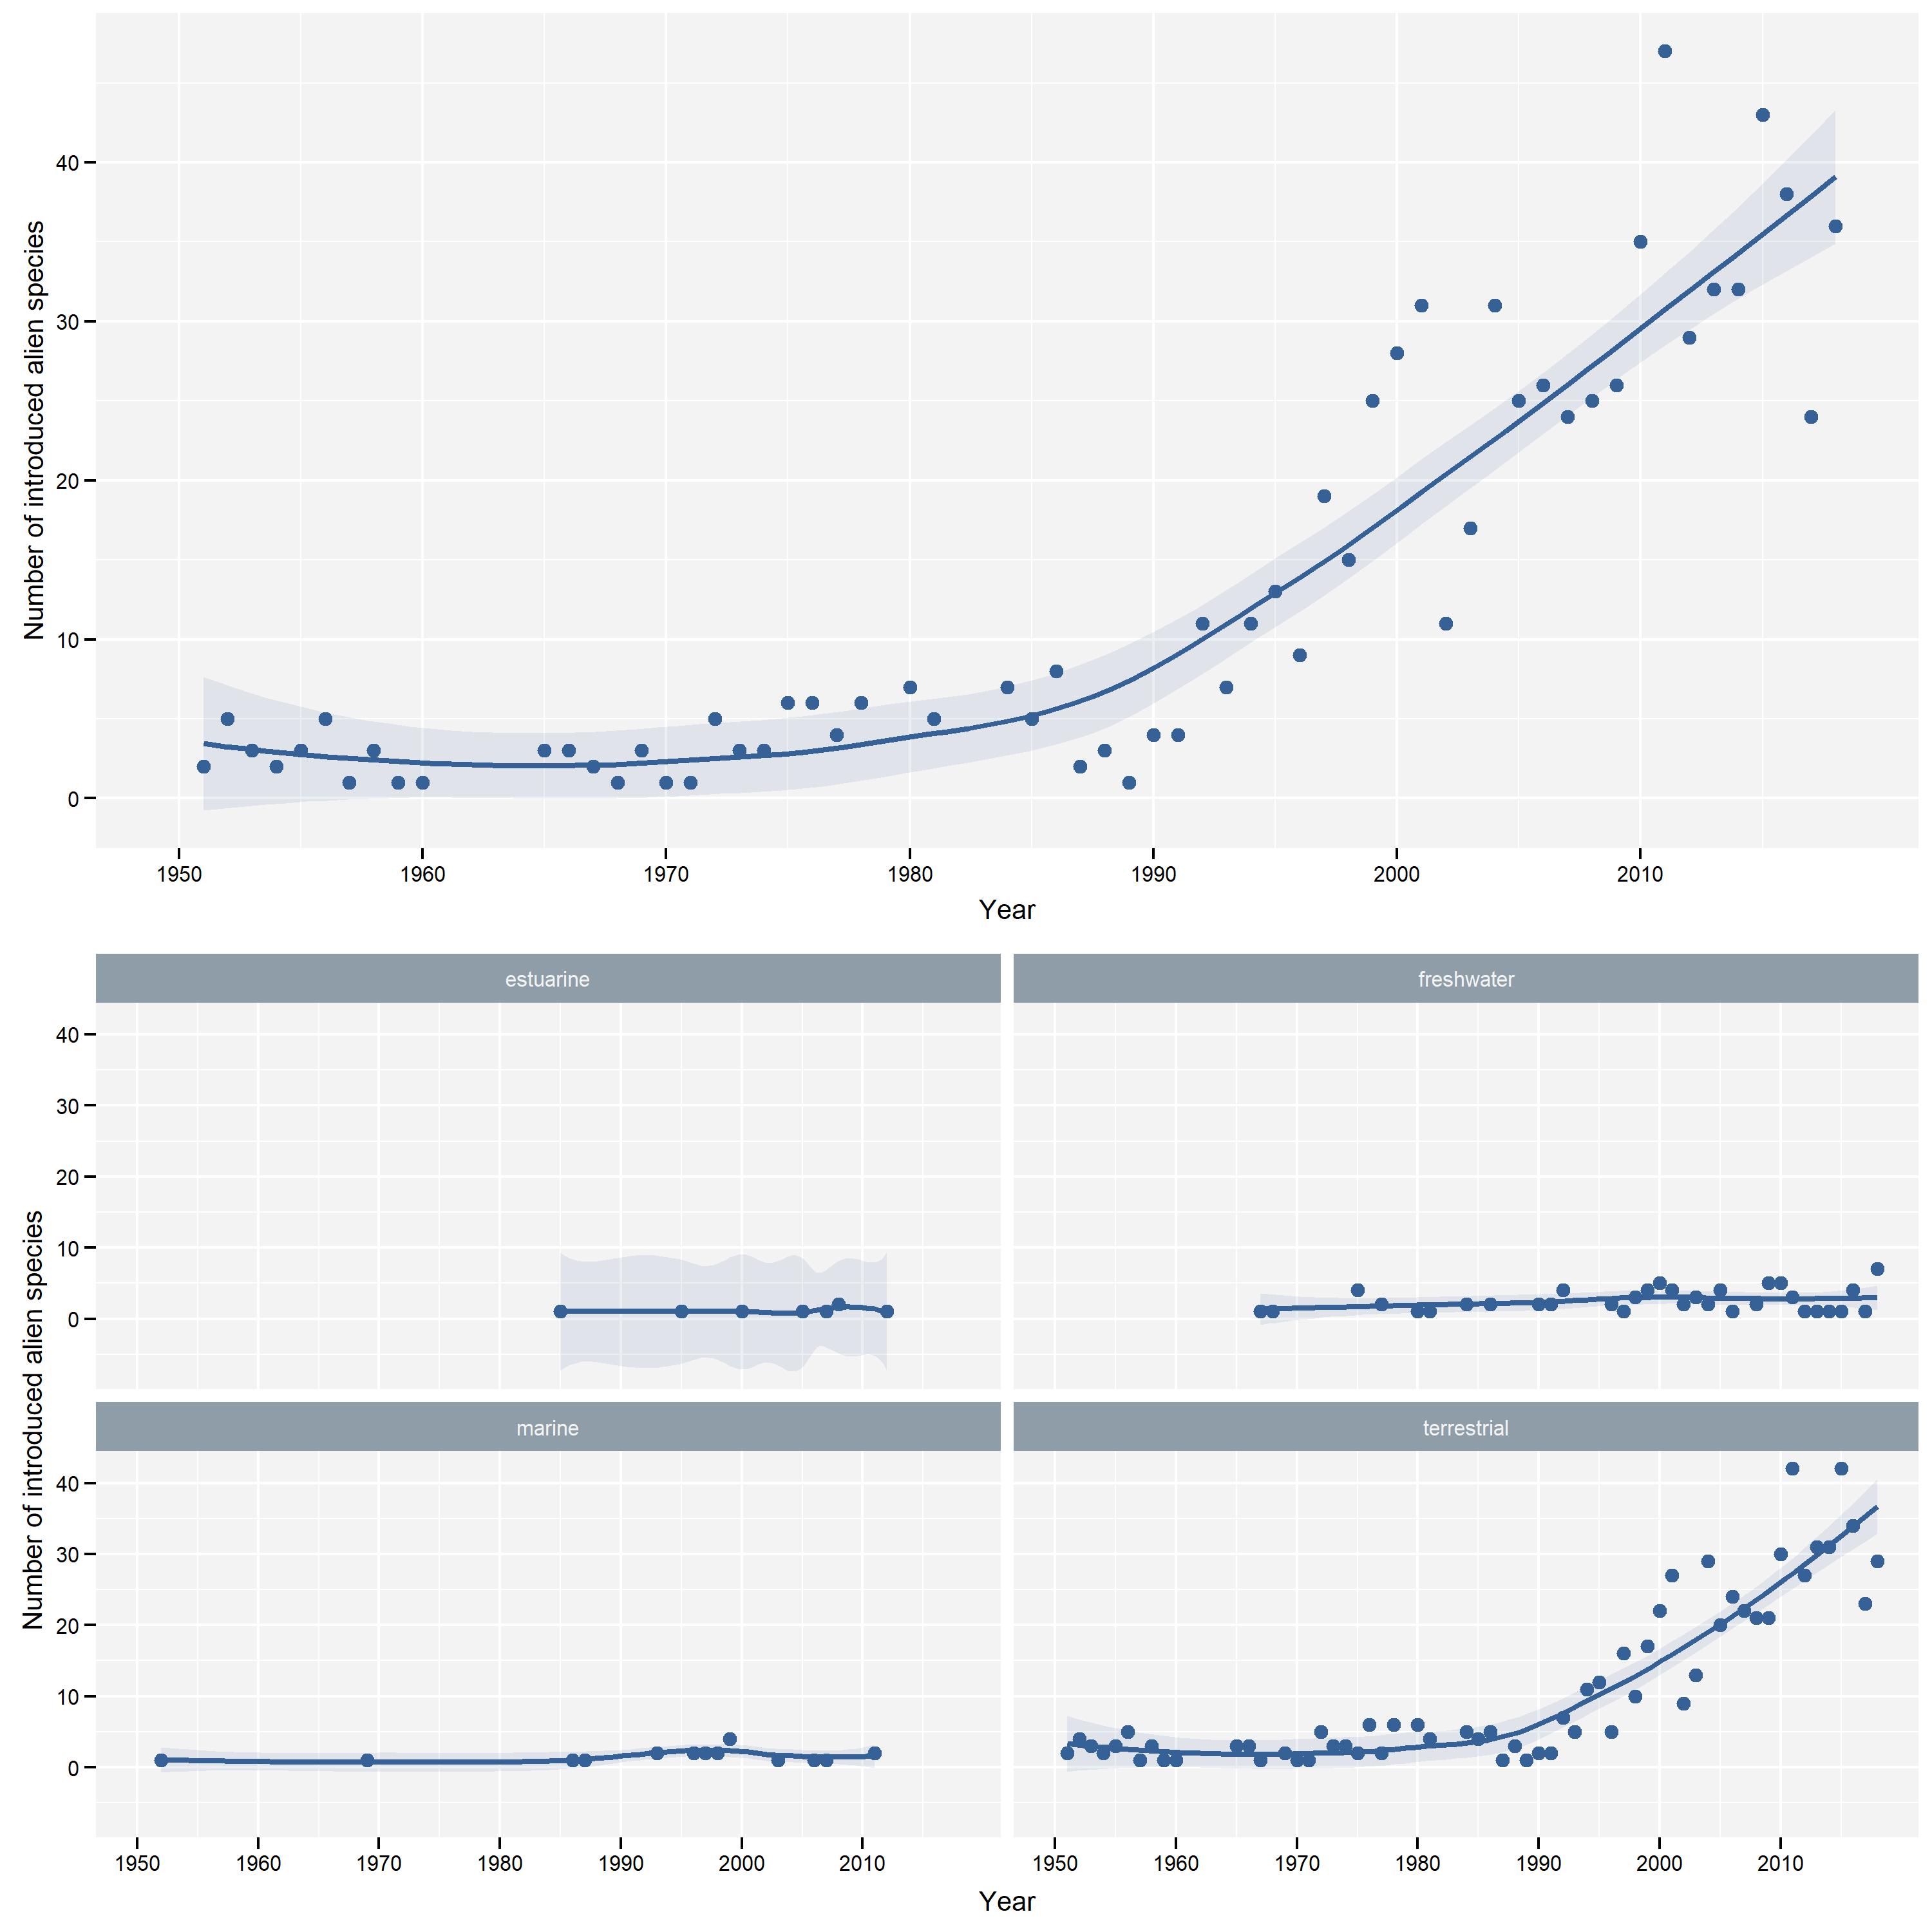 Number of introduced alien species
40
30
20
10
0
1950 1960 1970 1980 1990 2000 2010
Year
estuarine freshwater
Number of introduced alien species
40
30
20
10
0
marine terrestrial
40
30
20
10
0
1950 1960 1970 1980 1990 2000 2010 1950 1960 1970 1980 1990 2000 2010
Year